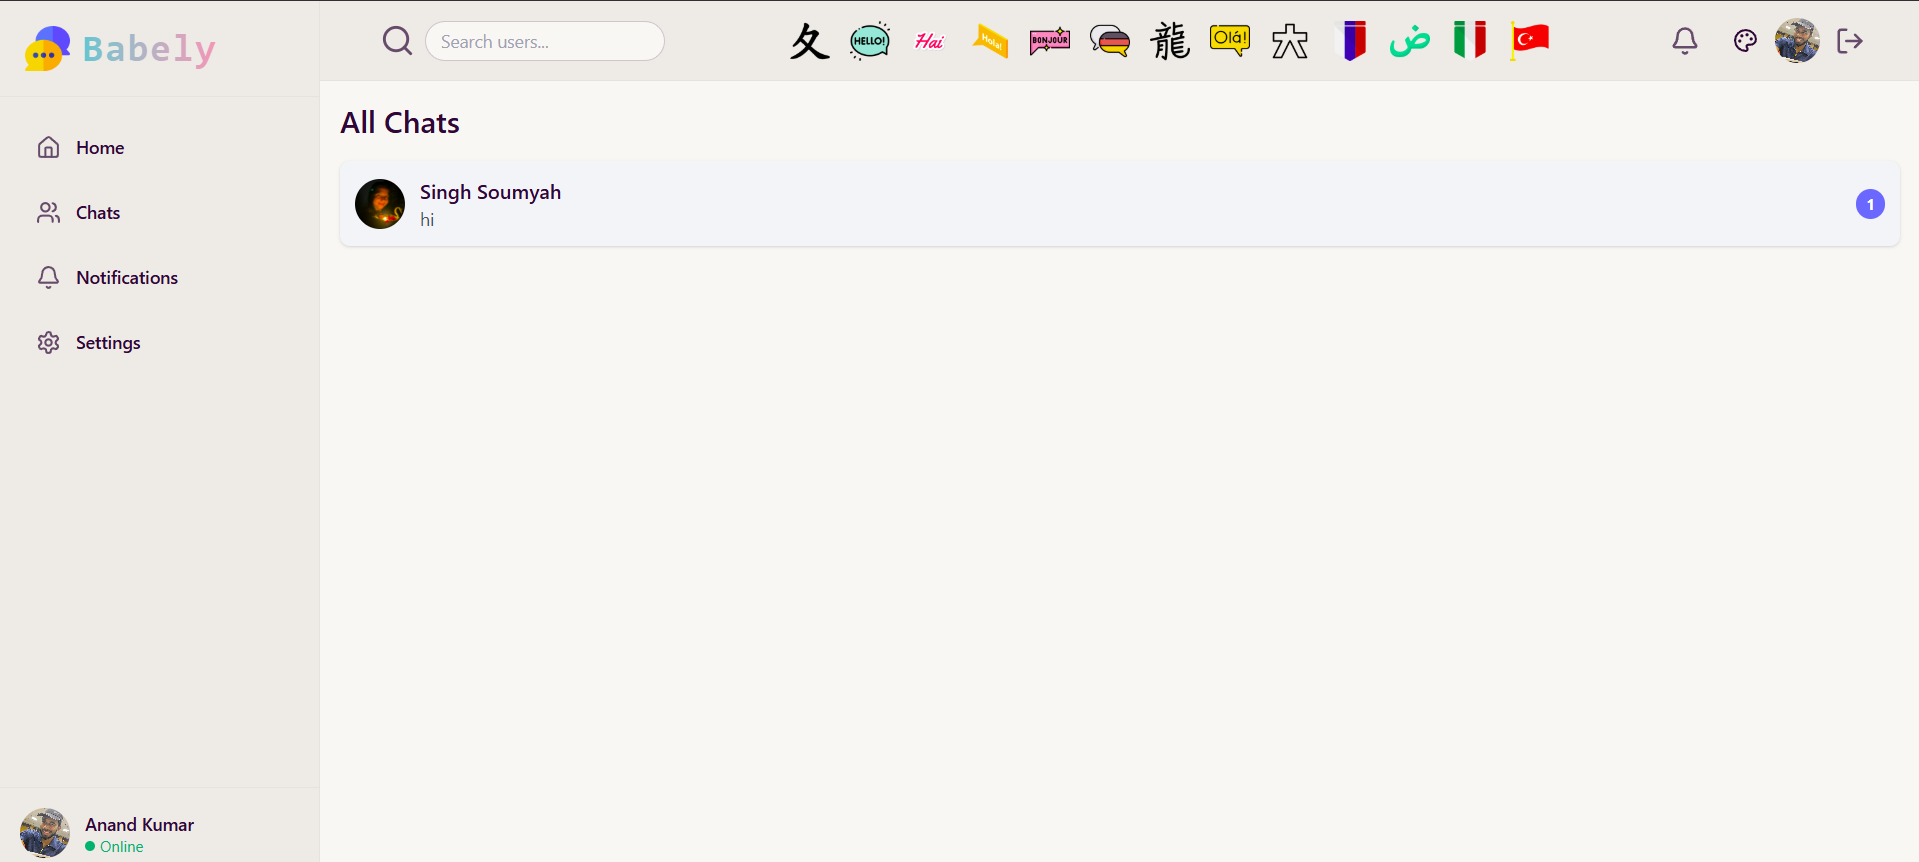 Babely
Search users...
久
HELLO!
Hai
Hola!
BONJOUR
龍
Olá!
六
ض
Home
Chats
Notifications
Settings
All Chats
Singh Soumyah
hi
1
Anand Kumar
Online